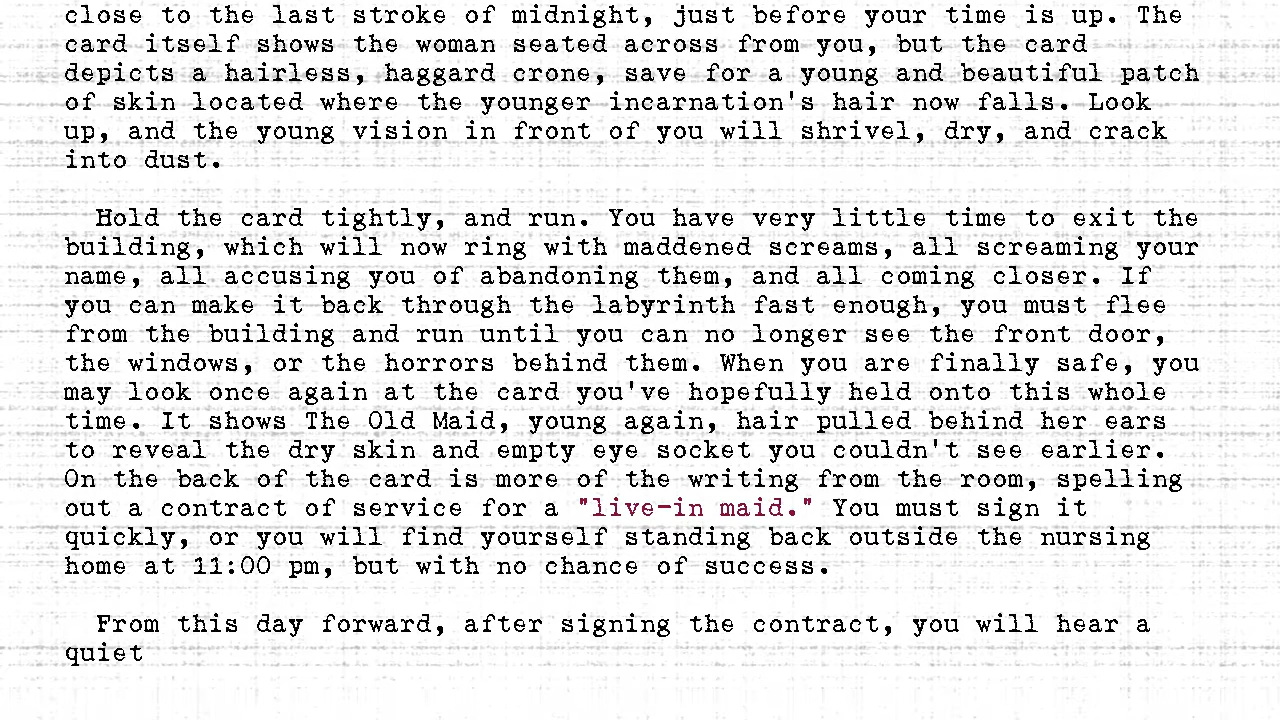 close to the last stroke of midnight, just before your time is up. The
card itself shows the woman seated across from you, but the card
depicts a hairless, haggard crone, save for a young and beautiful patch
of skin located where the younger incarnation's hair now falls. Look
up, and the young vision in front of you will shrivel, dry, and crack
into dust.
Hold the card tightly, and run. You have very little time to exit the
building, which will now ring with maddened screams, all screaming your
name, all accusing you of abandoning them, and all coming closer. If
you can make it back through the labyrinth fast enough, you must flee
from the building and run until you can no longer see the front door,
the windows, or the horrors behind them. When you are finally safe, you
may look once again at the card you've hopefully held onto this whole
time. It shows The Old Maid, young again, hair pulled behind her ears
to reveal the dry skin and empty eye socket you couldn't see earlier.
On the back of the card is more of the writing from the room, spelling
out a contract of service for a "live-in maid." You must sign it
quickly, or you will find yourself standing back outside the nursing
home at 11:00 pm, but with no chance of success.
From this day forward, after signing the contract, you will hear a
quiet